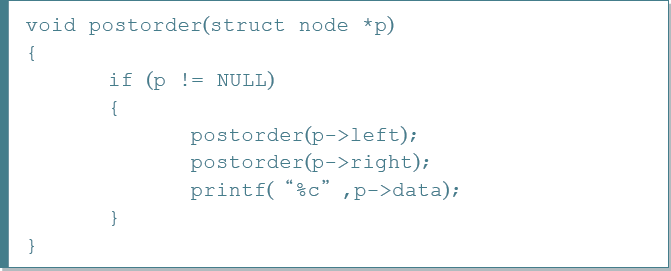 void postorder(struct node *p)
{
if (p != NULL)
{
postorder(p->left);
postorder(p->right);
printf( “%c” ,p->data);
}
}